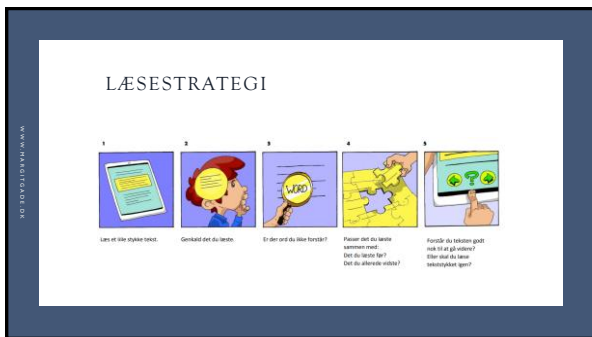 WWW.MARGITGADE.DK
LÆSESTRATEGI
1
Læs et lille stykke tekst.
2
Genkald det du læste.
3
WORD
Er der ord du ikke forstår?
4
Passer det du læste
sammen med:
Det du læste før?
Det du allerede vidste?
5
?
Forstår du teksten godt
nok til at gå videre?
Eller skal du læse
tekststykket igen?